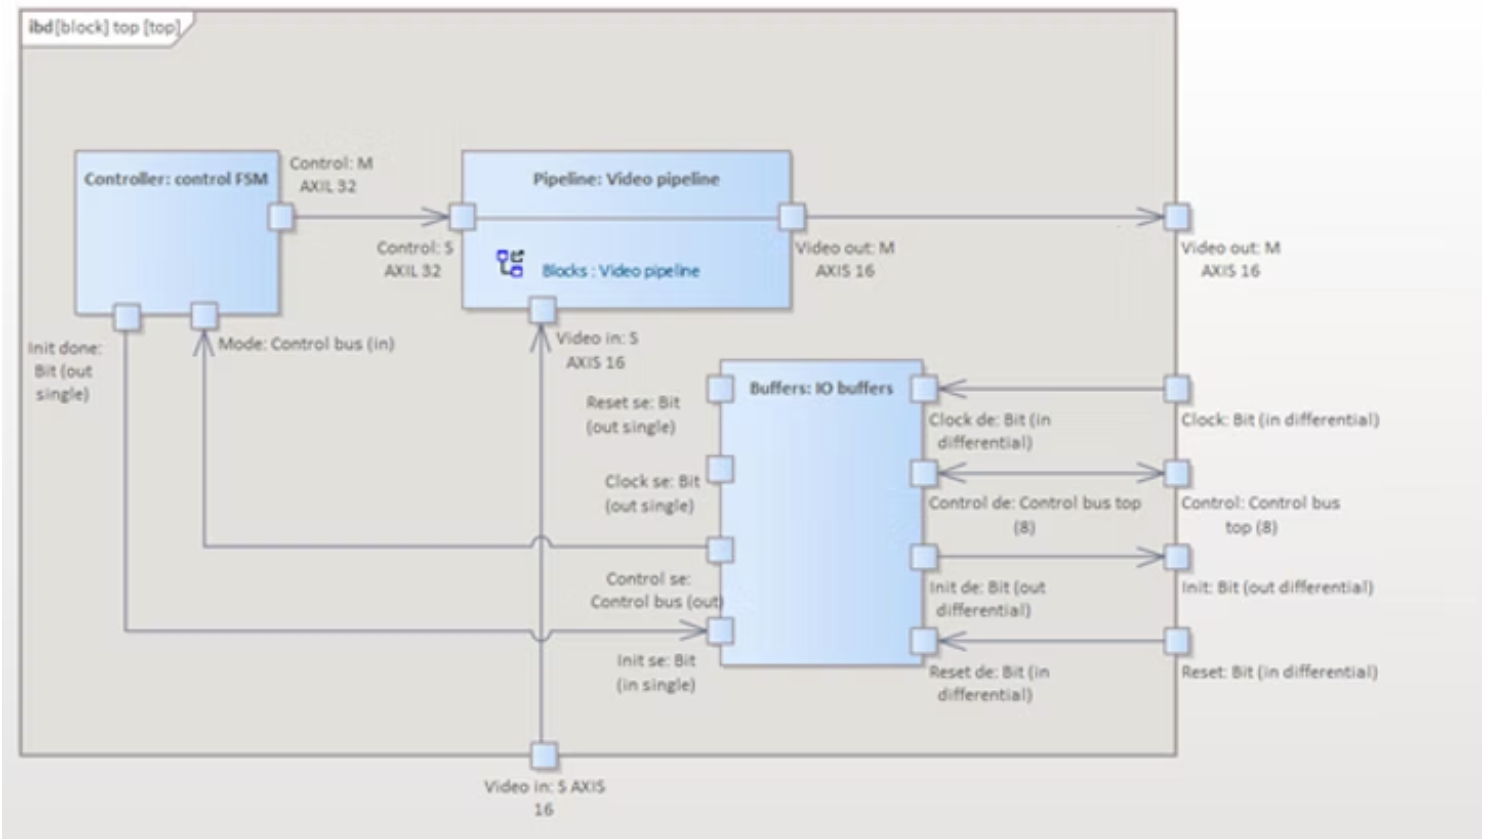 ibd [block] top [top]
Controller: control FSM
Control: M
AXIL 32
Pipeline: Video pipeline
Control: S
AXIL 32
Blocks : Video pipeline
Video out: M
AXIS 16
Video out: M
AXIS 16
Init done:
Bit (out
single)
Mode: Control bus (in)
Video in: S
AXIS 16
Reset se: Bit
(out single)
Buffers: IO buffers
Clock de: Bit (in
differential)
Clock: Bit (in differential)
Clock se: Bit
(out single)
Control de: Control bus top
(8)
Control: Control bus
top (8)
Control se:
Control bus (out)
Init de: Bit (out
differential)
Init: Bit (out differential)
Init se: Bit
(in single)
Reset de: Bit (in
differential)
Reset: Bit (in differential)
Video in: S AXIS
16